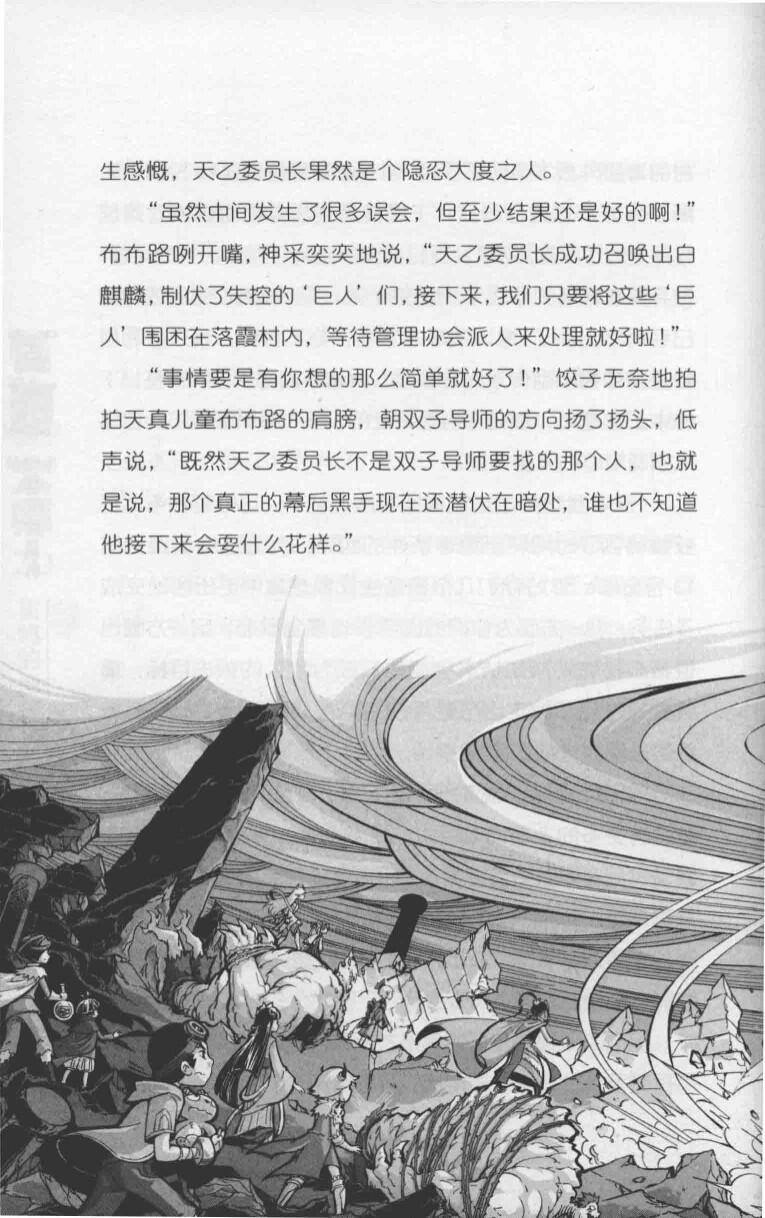 生感慨，天乙委员长果然是个隐忍大度之人。
“虽然中间发生了很多误会，但至少结果还是好的啊！”
布布路咧开嘴，神采奕奕地说，“天乙委员长成功召唤出白
麒麟，制伏了失控的‘巨人’们，接下来，我们只要将这些‘巨
人’围困在落霞村内，等待管理协会派人来处理就好啦！”
“事情要是有你想的那么简单就好了！”饺子无奈地拍
拍天真儿童布布路的肩膀，朝双子导师的方向扬了扬头，低
声说，“既然天乙委员长不是双子导师要找的那个人，也就
是说，那个真正的幕后黑手现在还潜伏在暗处，谁也不知道
他接下来会耍什么花样。”